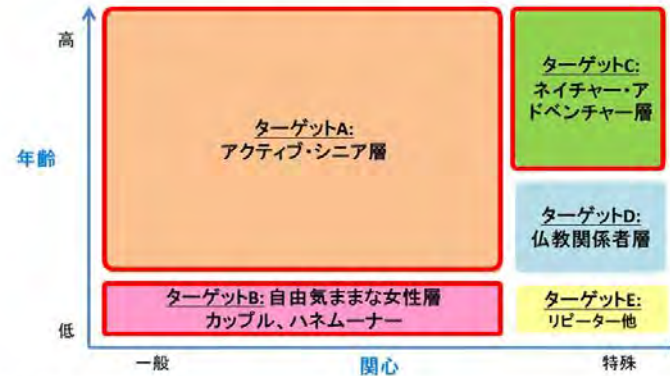 高
年齢
低
ターゲットA:
アクティブ・シニア層
ターゲットC:
ネイチャー・ア
ドベンチャー層
ターゲットD:
仏教関係者層
ターゲットB: 自由気ままな女性層
カップル、ハネムーナー
ターゲットE:
リピーター他
一般
関心
特殊